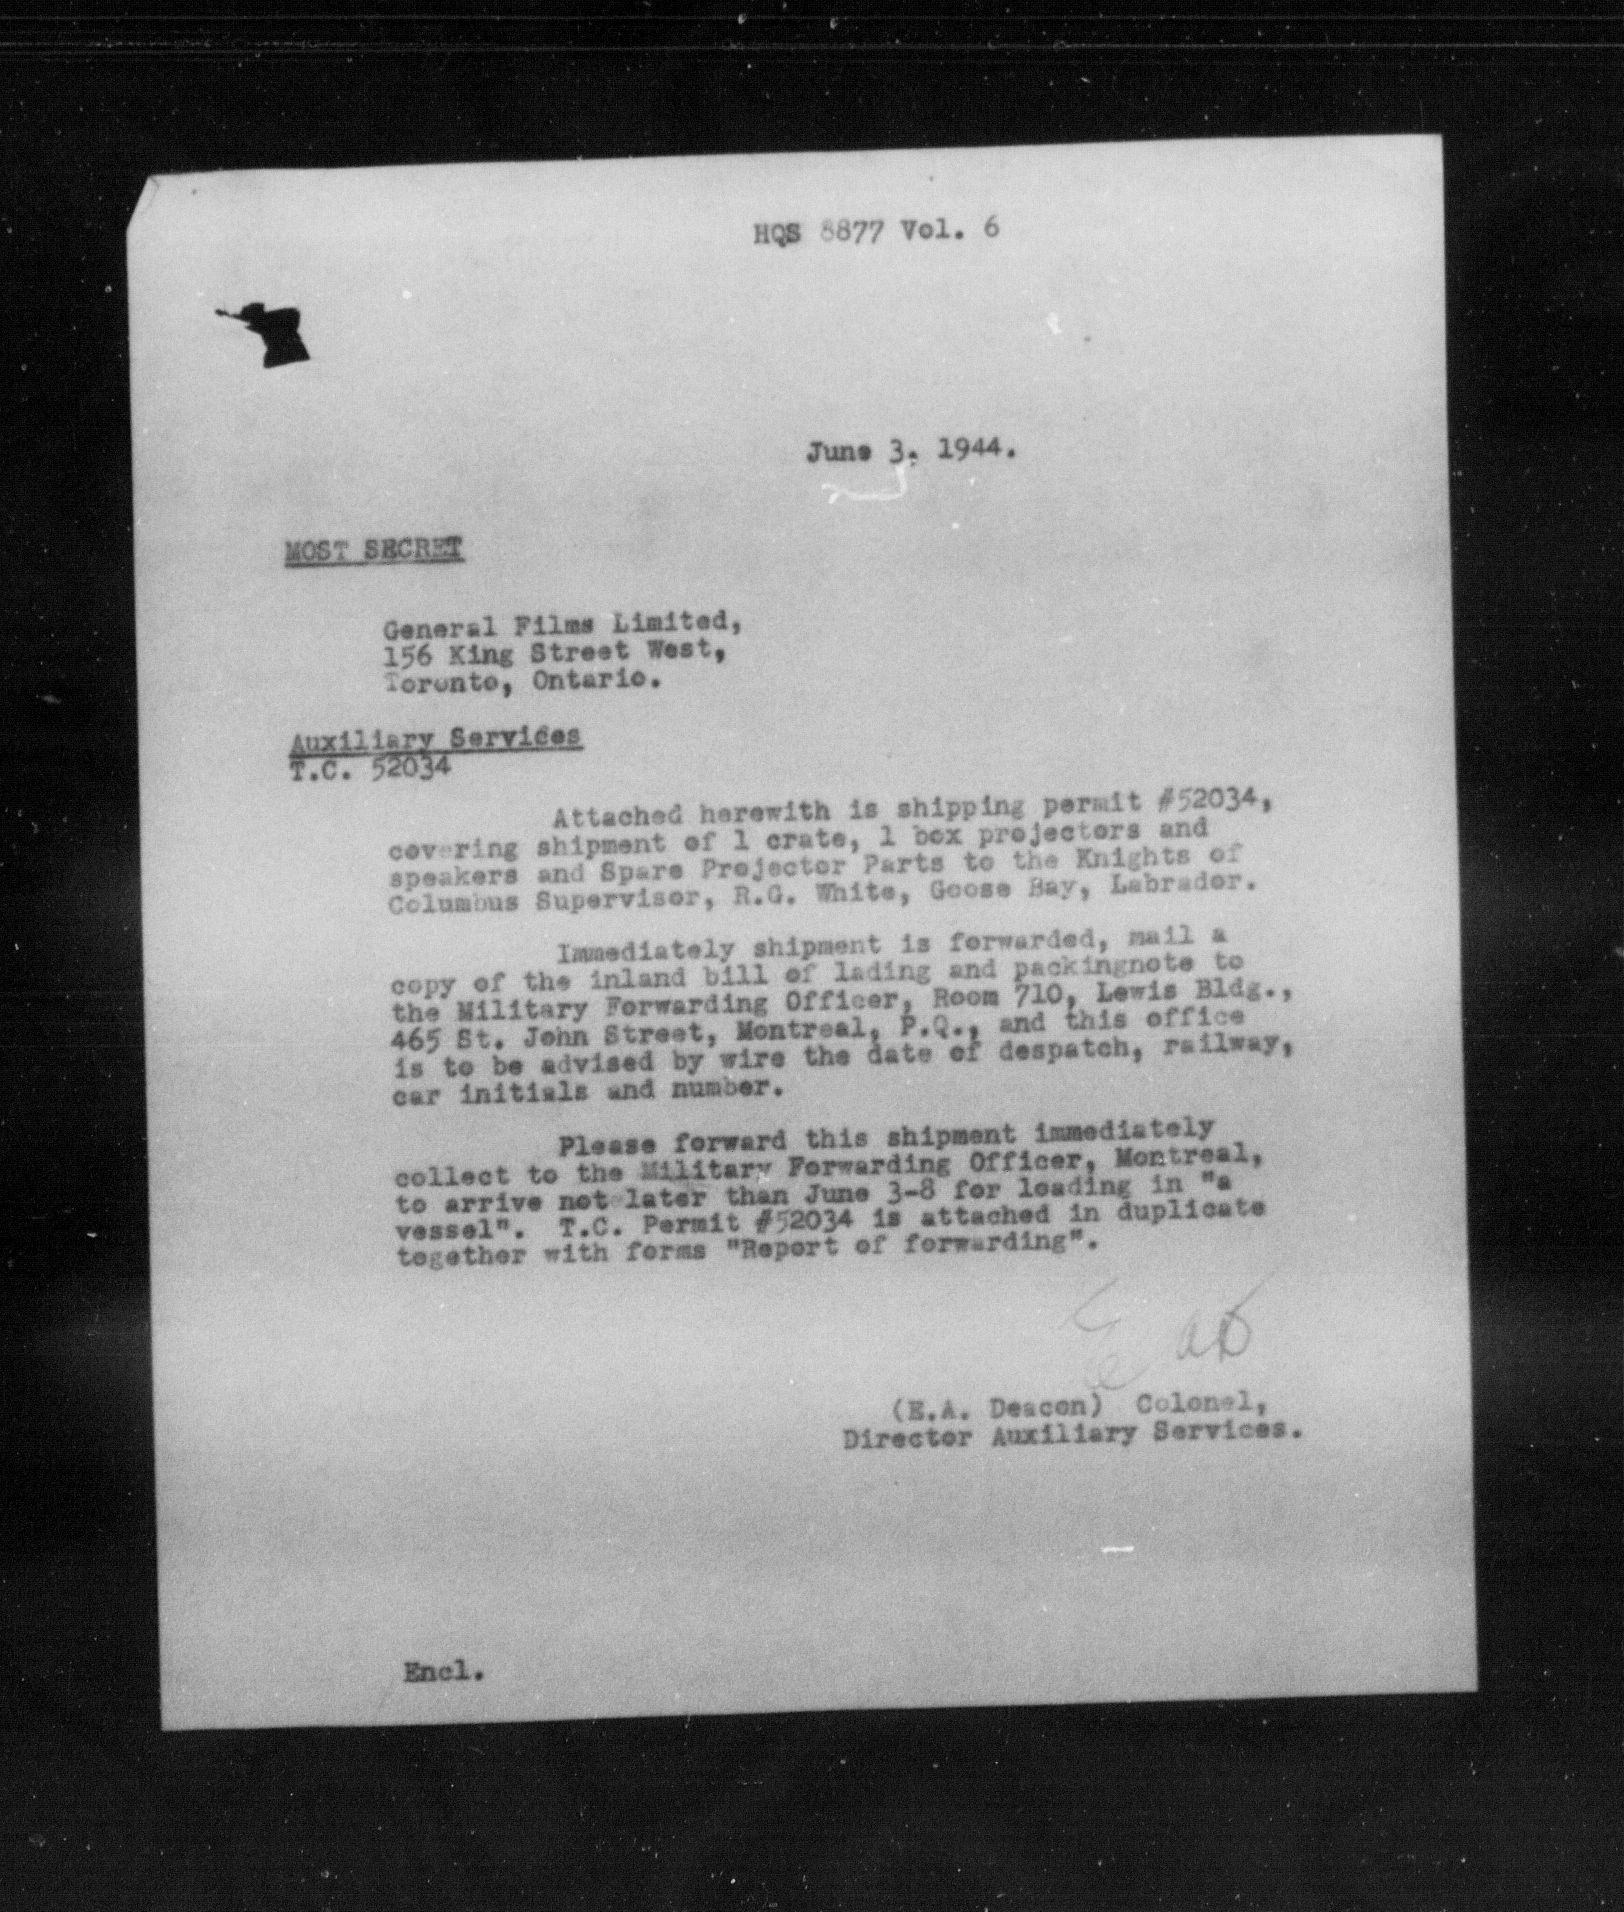 HQS 8877 Vol. 6
June 3, 1944.
MOST SECRET
General Films Limited,
156 King Street West,
Toronto, Ontario.
Auxiliary Services
T.C. 52034
Attached herewith is shipping permit #52034,
covering shipment of 1 crate, 1 box projectors and
speakers and Spare Projector Parts to the Knights of
Columbus Supervisor, R.G. White, Goose Bay, Labrador.
Immediately shipment is forwarded, mail a
copy of the inland bill of lading and packingnote to
the Military Forwarding Officer, Room 710, Lewis Bldg.,
465 St. John Street, Montreal, P.Q., and this office
is to be advised by wire the date of despatch, railway,
car initials and number.
Please forward this shipment immediately
collect to the Military Forwarding Officer, Montreal,
to arrive not later than June 3-8 for loading in "a
vessel". T.C. Permit #52034 is attached in duplicate
together with forms "Report of forwarding".
EAD
(E.A. Deacon) Colonel,
Director Auxiliary Services.
Encl.